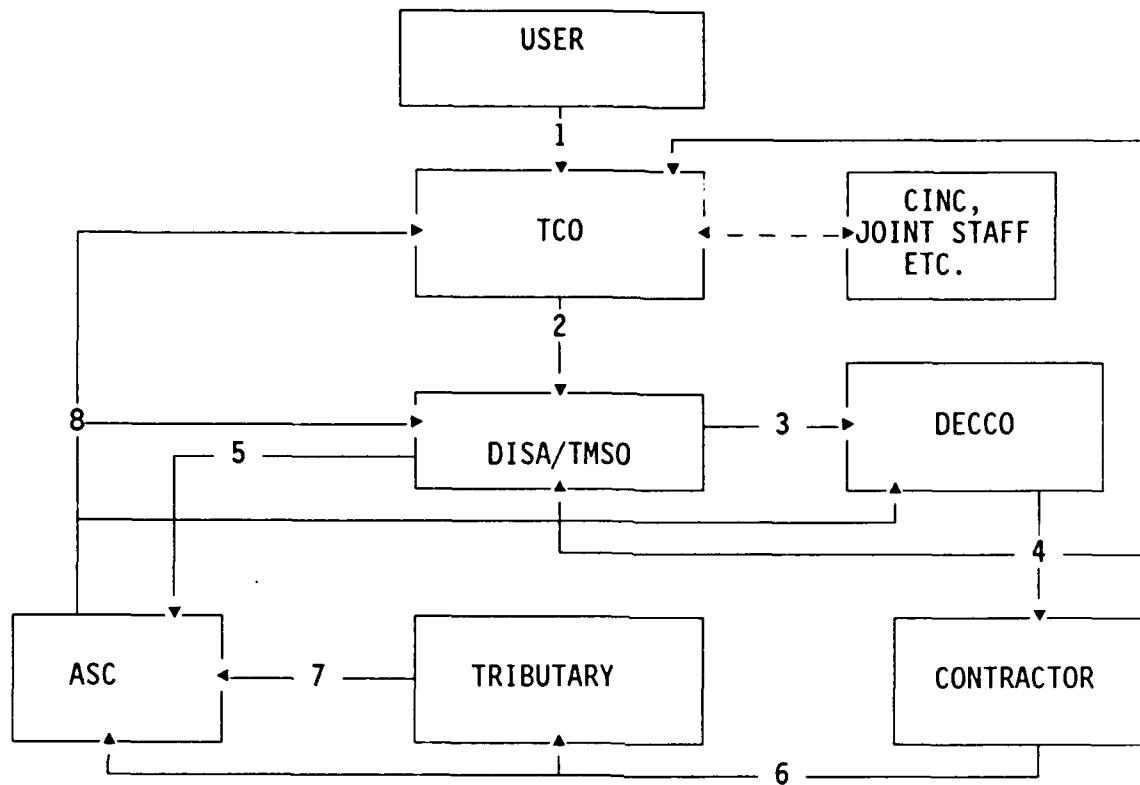 USER
1
TCO
CINC,
JOINT STAFF
ETC.
2
8
DISA/TMSO
3
DECCO
5
4
ASC
7
TRIBUTARY
CONTRACTOR
6